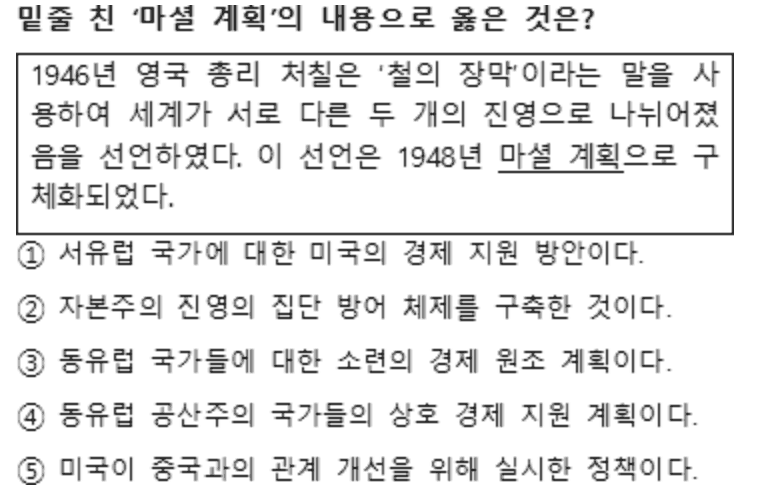 밑줄 친 '마셜 계획'의 내용으로 옳은 것은?
1946년 영국 총리 처칠은 '철의 장막'이라는 말을 사
용하여 세계가 서로 다른 두 개의 진영으로 나뉘어졌
음을 선언하였다. 이 선언은 1948년 마셜 계획으로 구
체화되었다.
① 서유럽 국가에 대한 미국의 경제 지원 방안이다.
② 자본주의 진영의 집단 방어 체제를 구축한 것이다.
③ 동유럽 국가들에 대한 소련의 경제 원조 계획이다.
④ 동유럽 공산주의 국가들의 상호 경제 지원 계획이다.
⑤ 미국이 중국과의 관계 개선을 위해 실시한 정책이다.